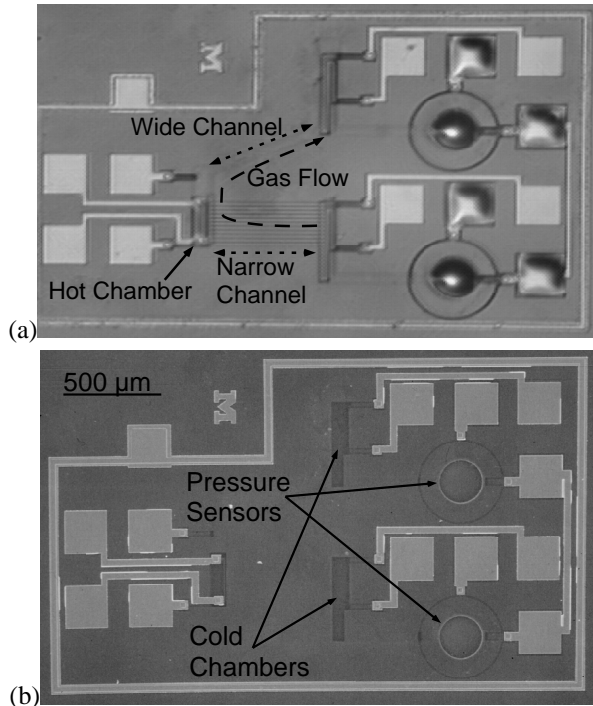 M
Wide Channel
Gas Flow
Hot Chamber
Narrow
Channel
(a)
500 µm
M
Pressure
Sensors
Cold
Chambers
(b)